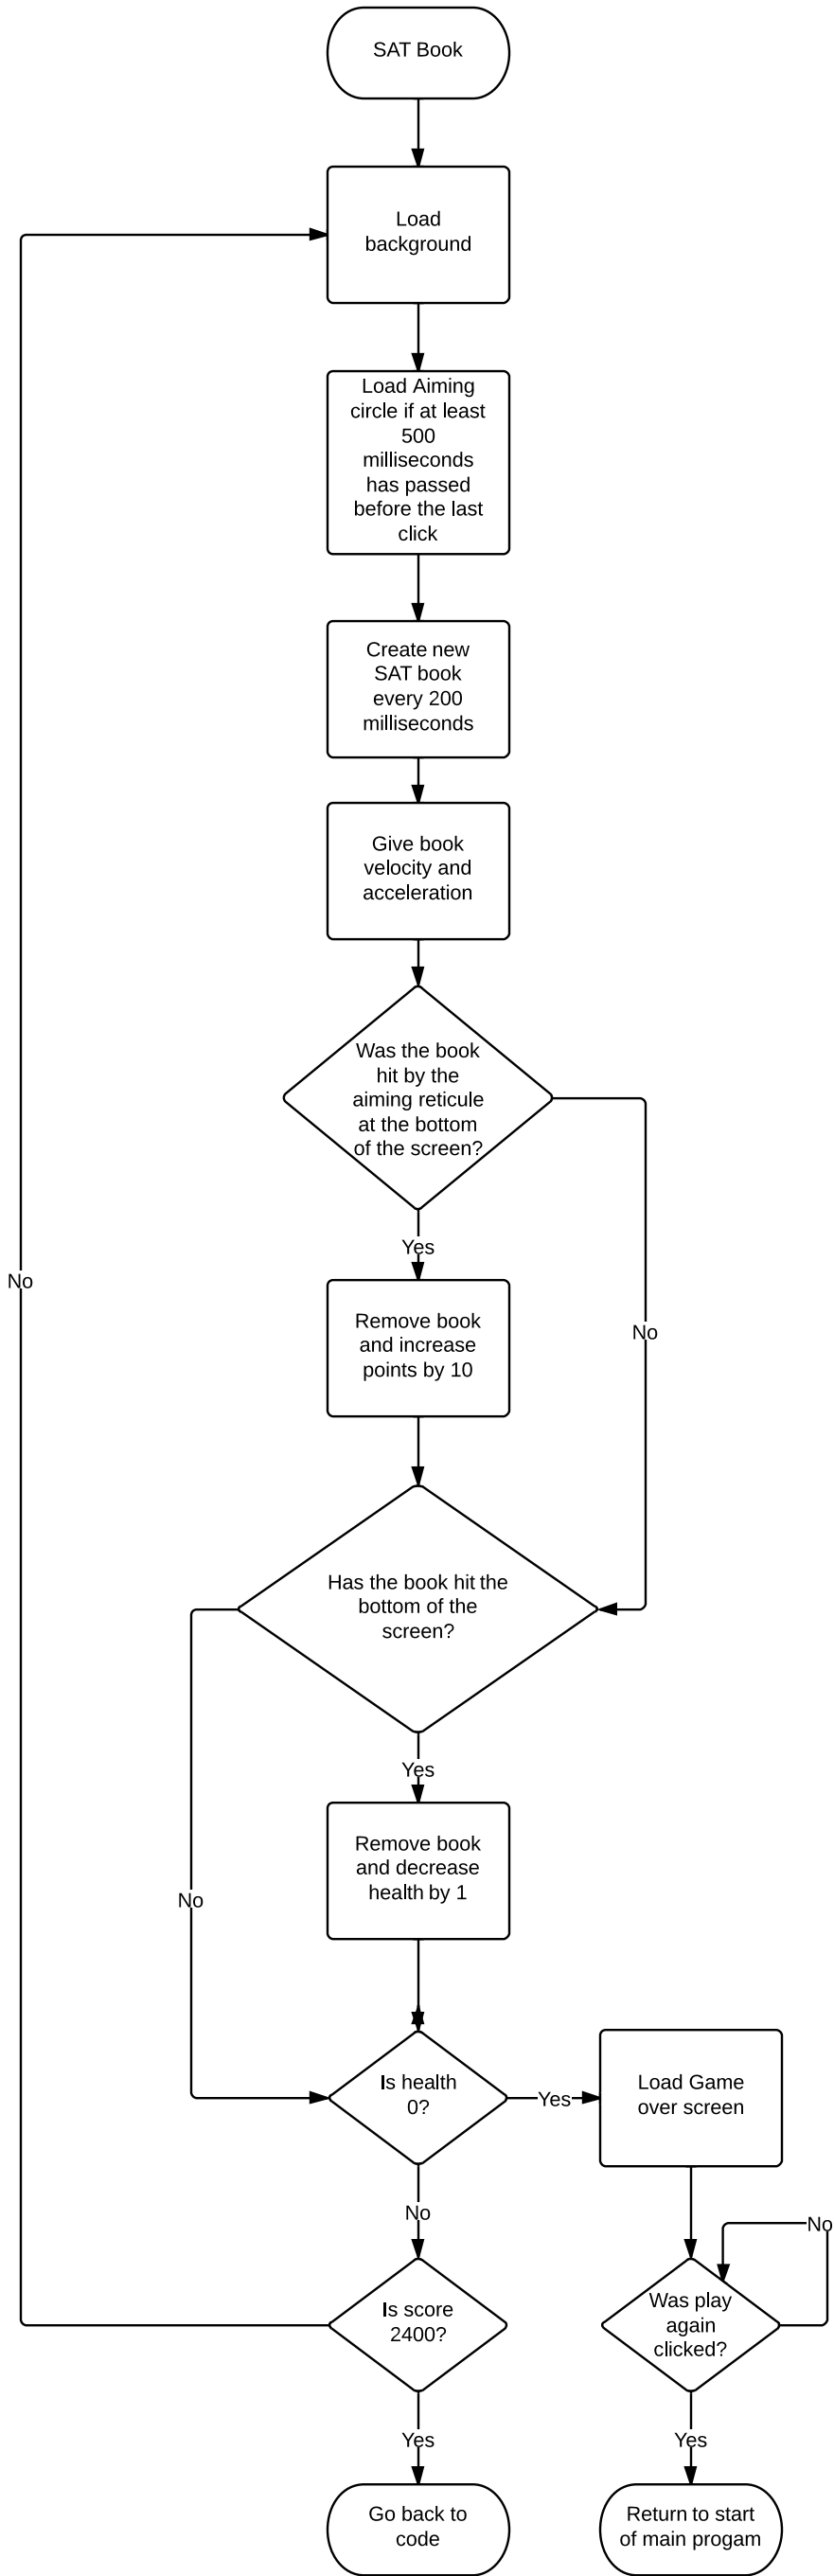 SAT Book
Load
background
Load Aiming
circle if at least
500
milliseconds
has passed
before the last
click
Create new
SAT book
every 200
milliseconds
Give book
velocity and
acceleration
Was the book
hit by the
aiming reticule
at the bottom
of the screen?
Yes
No
No
Remove book
and increase
points by 10
Has the book hit the
bottom of the
screen?
Yes
No
Remove book
and decrease
health by 1
Is health
0?
Yes
Load Game
over screen
No
No
Is score
2400?
Was play
again
clicked?
Yes
Yes
Go back to
code
Return to start
of main progam